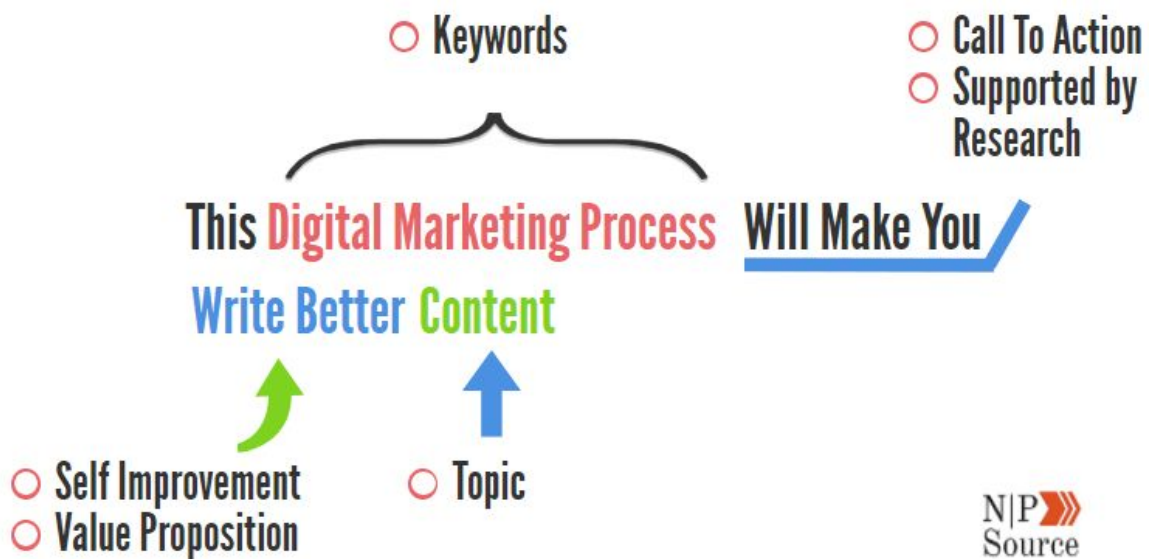 Keywords
Call To Action
Supported by
Research
This Digital Marketing Process Will Make You
Write Better Content
Self Improvement
Value Proposition
Topic
N|P
Source